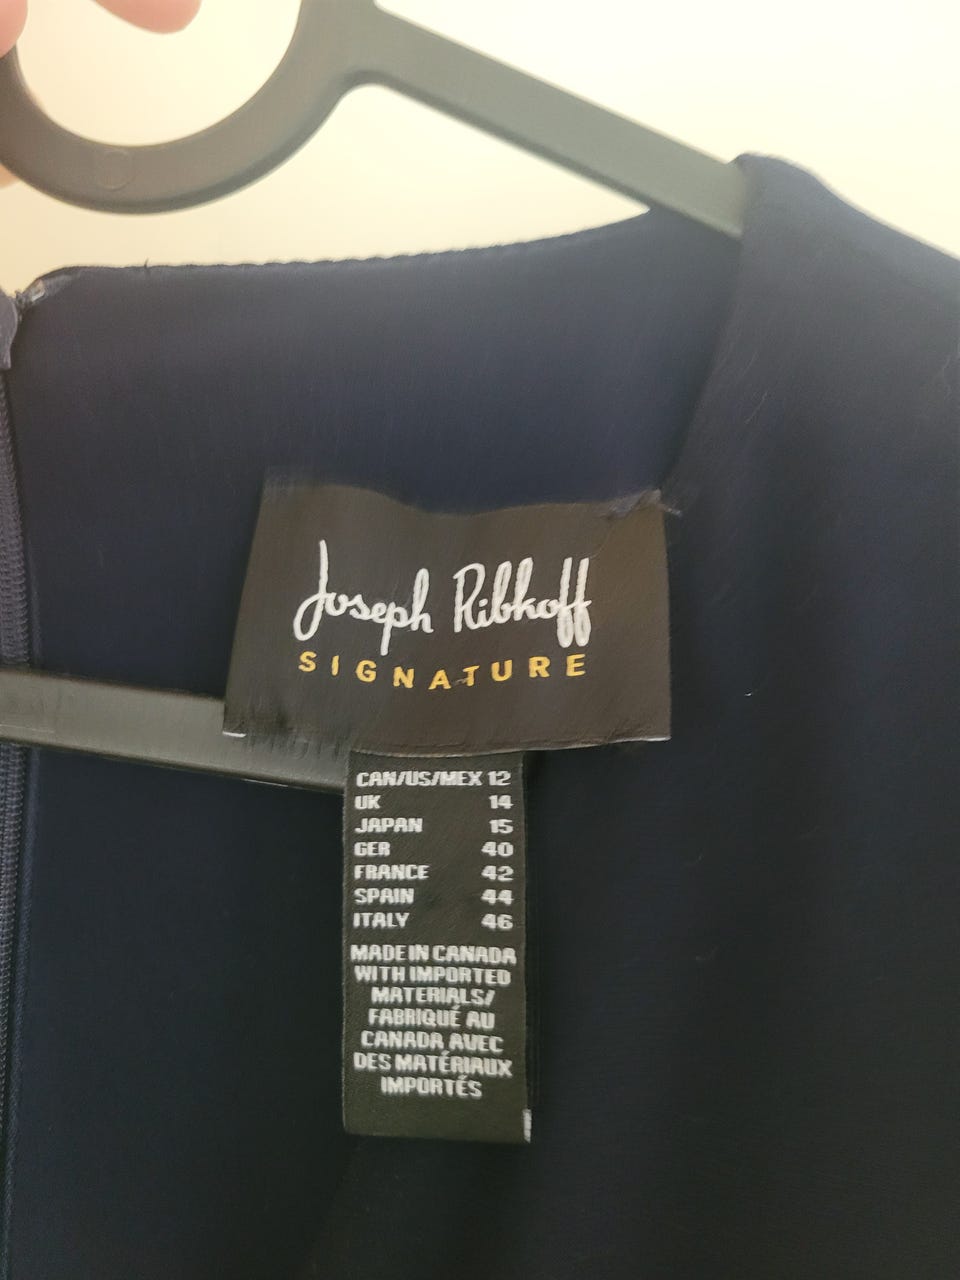 Joseph Ribkoff
SIGNATURE
CAN/US/MEX 12
UK 14
JAPAN 15
GER 40
FRANCE 42
SPAIN 44
ITALY 46
MADE IN CANADA
WITH IMPORTED
MATERIALS/
FABRIQUÉ AU
CANADA AVEC
DES MATÉRIAUX
IMPORTÉS